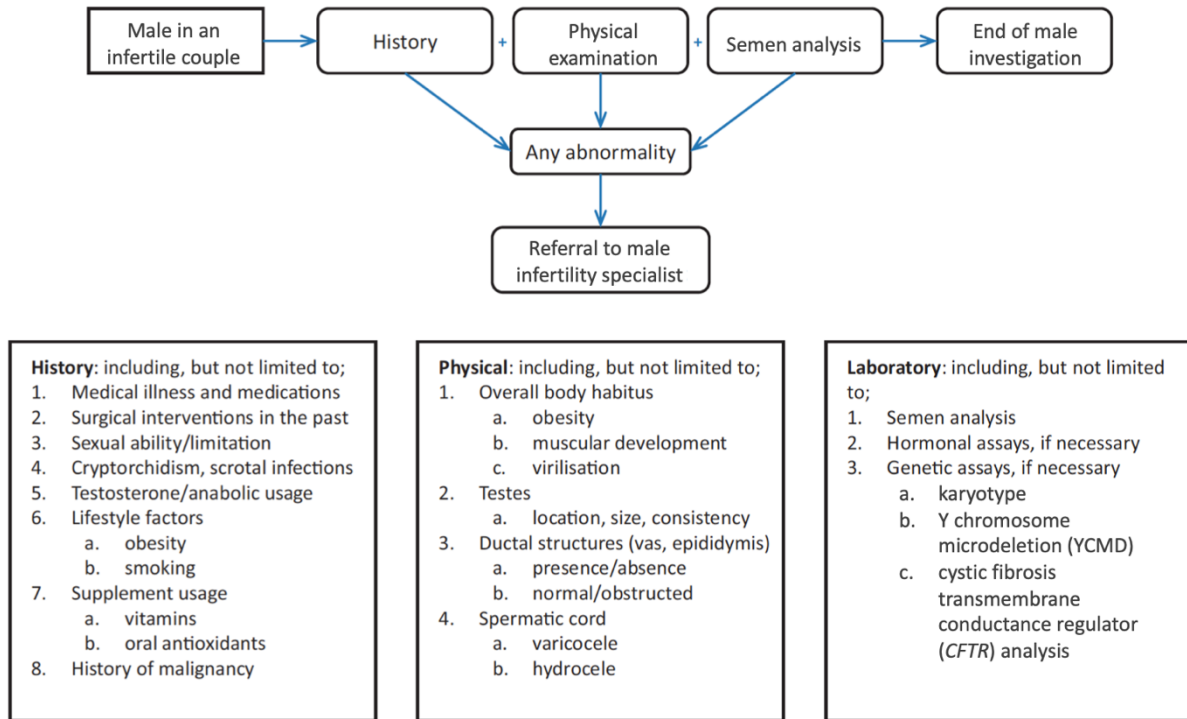 Male in an
infertile couple
History
+
Physical
examination
+
Semen analysis
End of male
investigation
Any abnormality
Referral to male
infertility specialist
History: including, but not limited to;
1. Medical illness and medications
2. Surgical interventions in the past
3. Sexual ability/limitation
4. Cryptorchidism, scrotal infections
5. Testosterone/anabolic usage
6. Lifestyle factors
a. obesity
b. smoking
7. Supplement usage
a. vitamins
b. oral antioxidants
8. History of malignancy
Physical: including, but not limited to;
1. Overall body habitus
a. obesity
b. muscular development
c. virilisation
2. Testes
a. location, size, consistency
3. Ductal structures (vas, epididymis)
a. presence/absence
b. normal/obstructed
4. Spermatic cord
a. varicocele
b. hydrocele
Laboratory: including, but not limited
to;
1. Semen analysis
2. Hormonal assays, if necessary
3. Genetic assays, if necessary
a. karyotype
b. Y chromosome
microdeletion (YCMD)
c. cystic fibrosis
transmembrane
conductance regulator
(CFTR) analysis